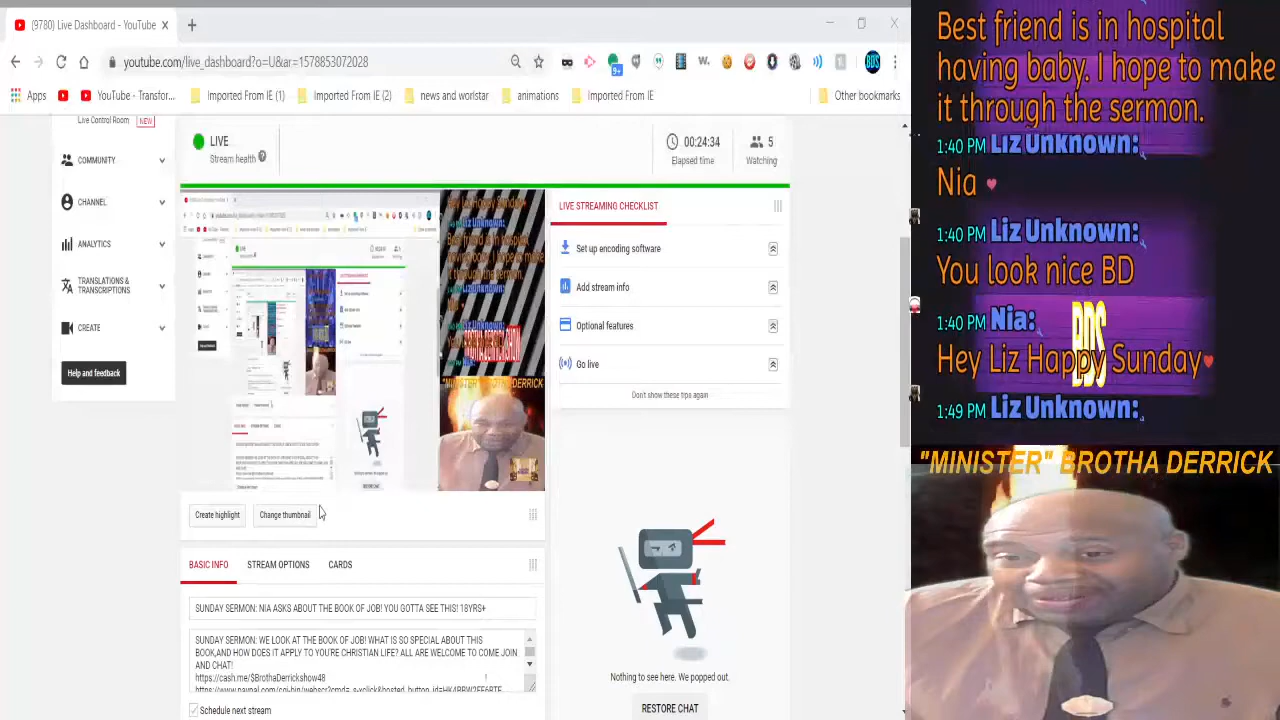 (9780) Live Dashboard - YouTube
youtube.com/live_dashboard?o=U&ar=1578853072028
Apps
YouTube - Transfor...
Imported From IE (1)
Imported From IE (2)
news and worlstar
animations
Imported From IE
Other bookmarks
9+
W.
BDS
Live Control Room NEW
COMMUNITY
CHANNEL
ANALYTICS
TRANSLATIONS &
TRANSCRIPTIONS
CREATE
Help and feedback
LIVE
Stream health
00:24:34
Elapsed time
5
Watching
BROTHA DERRICK SHOW
"MINISTER" BROTHA DERRICK
Create highlight
Change thumbnail
BASIC INFO
STREAM OPTIONS
CARDS
SUNDAY SERMON: NIA ASKS ABOUT THE BOOK OF JOB! YOU GOTTA SEE THIS! 18YRS+
SUNDAY SERMON: WE LOOK AT THE BOOK OF JOB! WHAT IS SO SPECIAL ABOUT THIS
BOOK,AND HOW DOES IT APPLY TO YOU'RE CHRISTIAN LIFE? ALL ARE WELCOME TO COME JOIN
AND CHAT!
https://cash.me/$BrothaDerrickshow48
Schedule next stream
LIVE STREAMING CHECKLIST
Set up encoding software
Add stream info
Optional features
Go live
Don't show these tips again
Nothing to see here. We popped out.
RESTORE CHAT
Best friend is in hospital
having baby. I hope to make
it through the sermon.
1:40 PM Liz Unknown:
Nia ♥
1:40 PM Liz Unknown:
You look nice BD
1:40 PM Nia:
Hey Liz Happy Sunday♥
BDS
1:49 PM Liz Unknown:
"MINISTER" BROTHA DERRICK